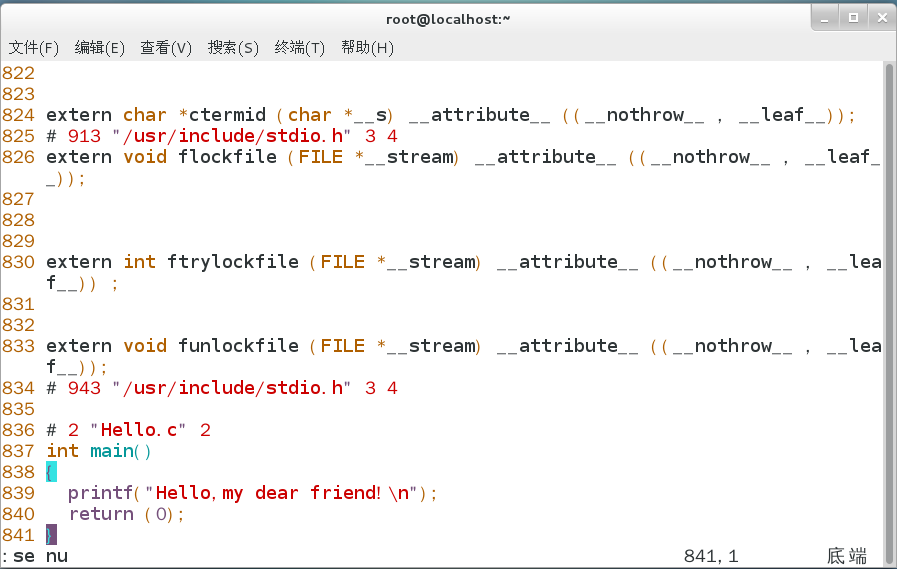 root@localhost:~
文件(F) 编辑(E) 查看(V) 搜索(S) 终端(T) 帮助(H)
822
823
824 extern char *ctermid (char *__s) __attribute__ ((__nothrow__ , __leaf__));
825 # 913 "/usr/include/stdio.h" 3 4
826 extern void flockfile (FILE *__stream) __attribute__ ((__nothrow__ , __leaf_
_));
827
828
829
830 extern int ftrylockfile (FILE *__stream) __attribute__ ((__nothrow__ , __lea
f__)) ;
831
832
833 extern void funlockfile (FILE *__stream) __attribute__ ((__nothrow__ , __lea
f__));
834 # 943 "/usr/include/stdio.h" 3 4
835
836 # 2 "Hello.c" 2
837 int main()
838 {
839   printf("Hello,my dear friend!\n");
840   return (0);
841 }
:se nu 841,1 底端